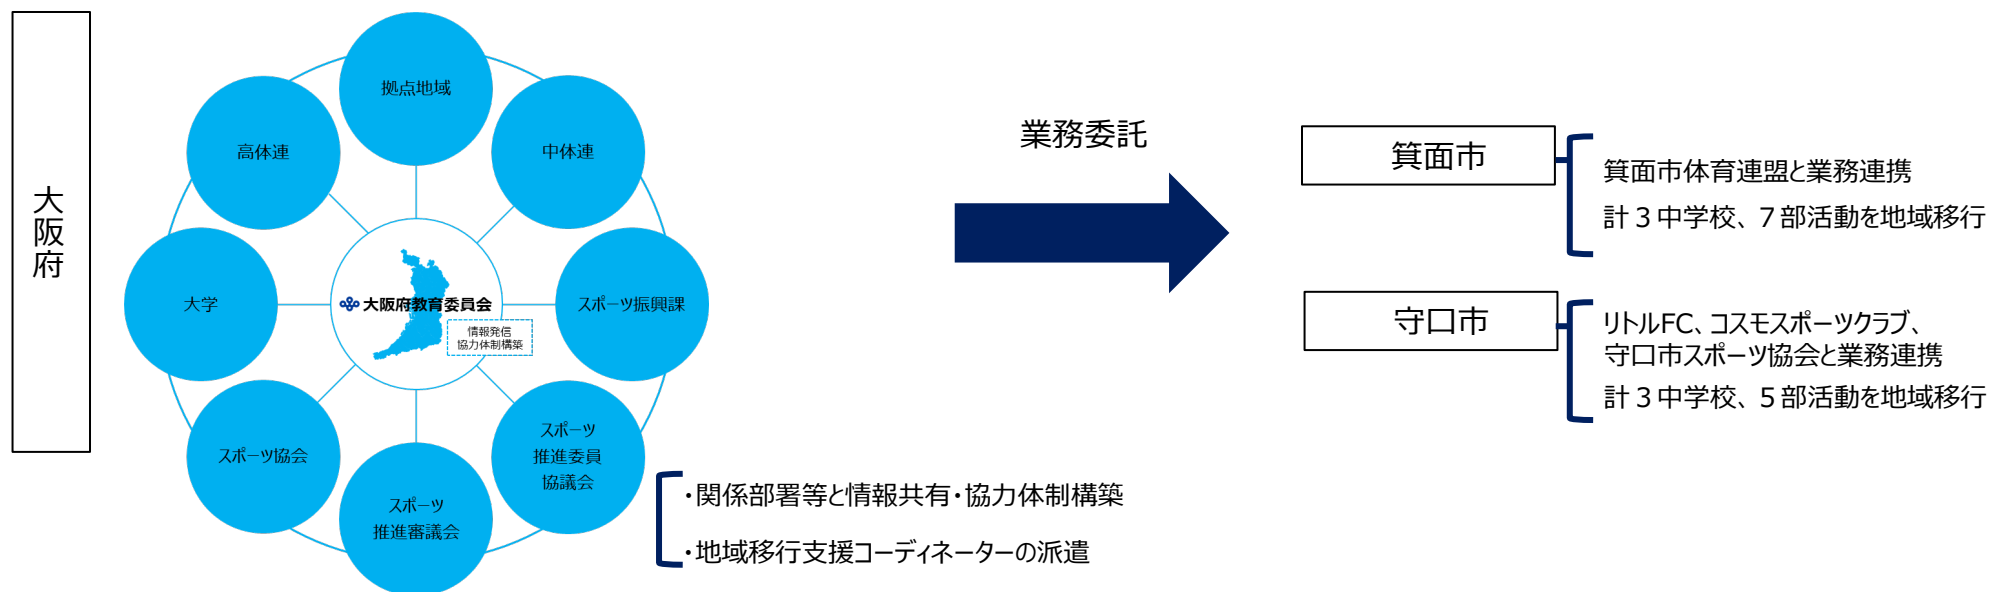 大阪府
拠点地域
高体連
中体連
大学
大阪府教育委員会
情報発信
協力体制構築
スポーツ振興課
スポーツ協会
スポーツ
推進審議会
スポーツ
推進委員
協議会
・関係部署等と情報共有・協力体制構築
・地域移行支援コーディネーターの派遣
業務委託
箕面市
箕面市体育連盟と業務連携
計３中学校、７部活動を地域移行
守口市
リトルFC、コスモスポーツクラブ、
守口市スポーツ協会と業務連携
計３中学校、５部活動を地域移行